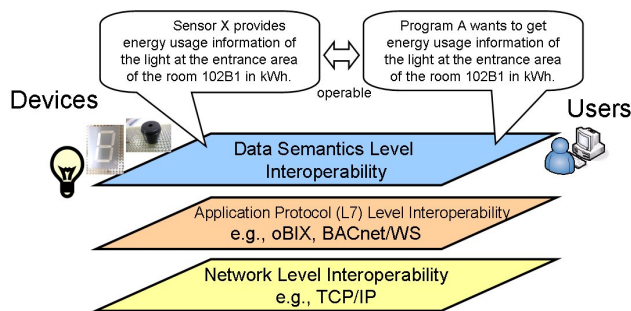 Sensor X provides
energy usage information of
the light at the entrance area
of the room 102B1 in kWh.
operable
Program A wants to get
energy usage information of
the light at the entrance area
of the room 102B1 in kWh.
Devices
Users
Data Semantics Level
Interoperability
Application Protocol (L7) Level Interoperability
e.g., oBIX, BACnet/WS
Network Level Interoperability
e.g., TCP/IP